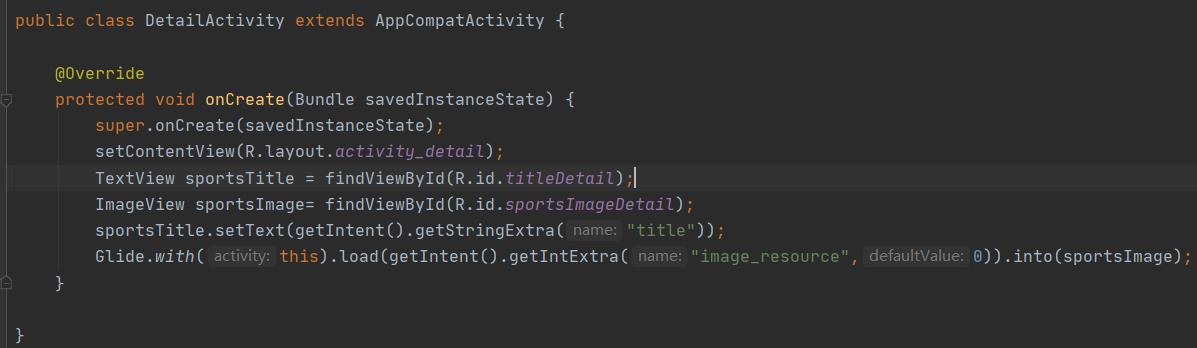 public class DetailActivity extends AppCompatActivity {
@Override
protected void onCreate(Bundle savedInstanceState) {
super.onCreate(savedInstanceState);
setContentView(R.layout.activity_detail);
TextView sportsTitle = findViewById(R.id.titleDetail);
ImageView sportsImage= findViewById(R.id.sportsImageDetail);
sportsTitle.setText(getIntent().getStringExtra( name: "title"));
Glide.with( activity: this).load(getIntent().getIntExtra( name: "image_resource", defaultValue: 0)).into(sportsImage);
}
}